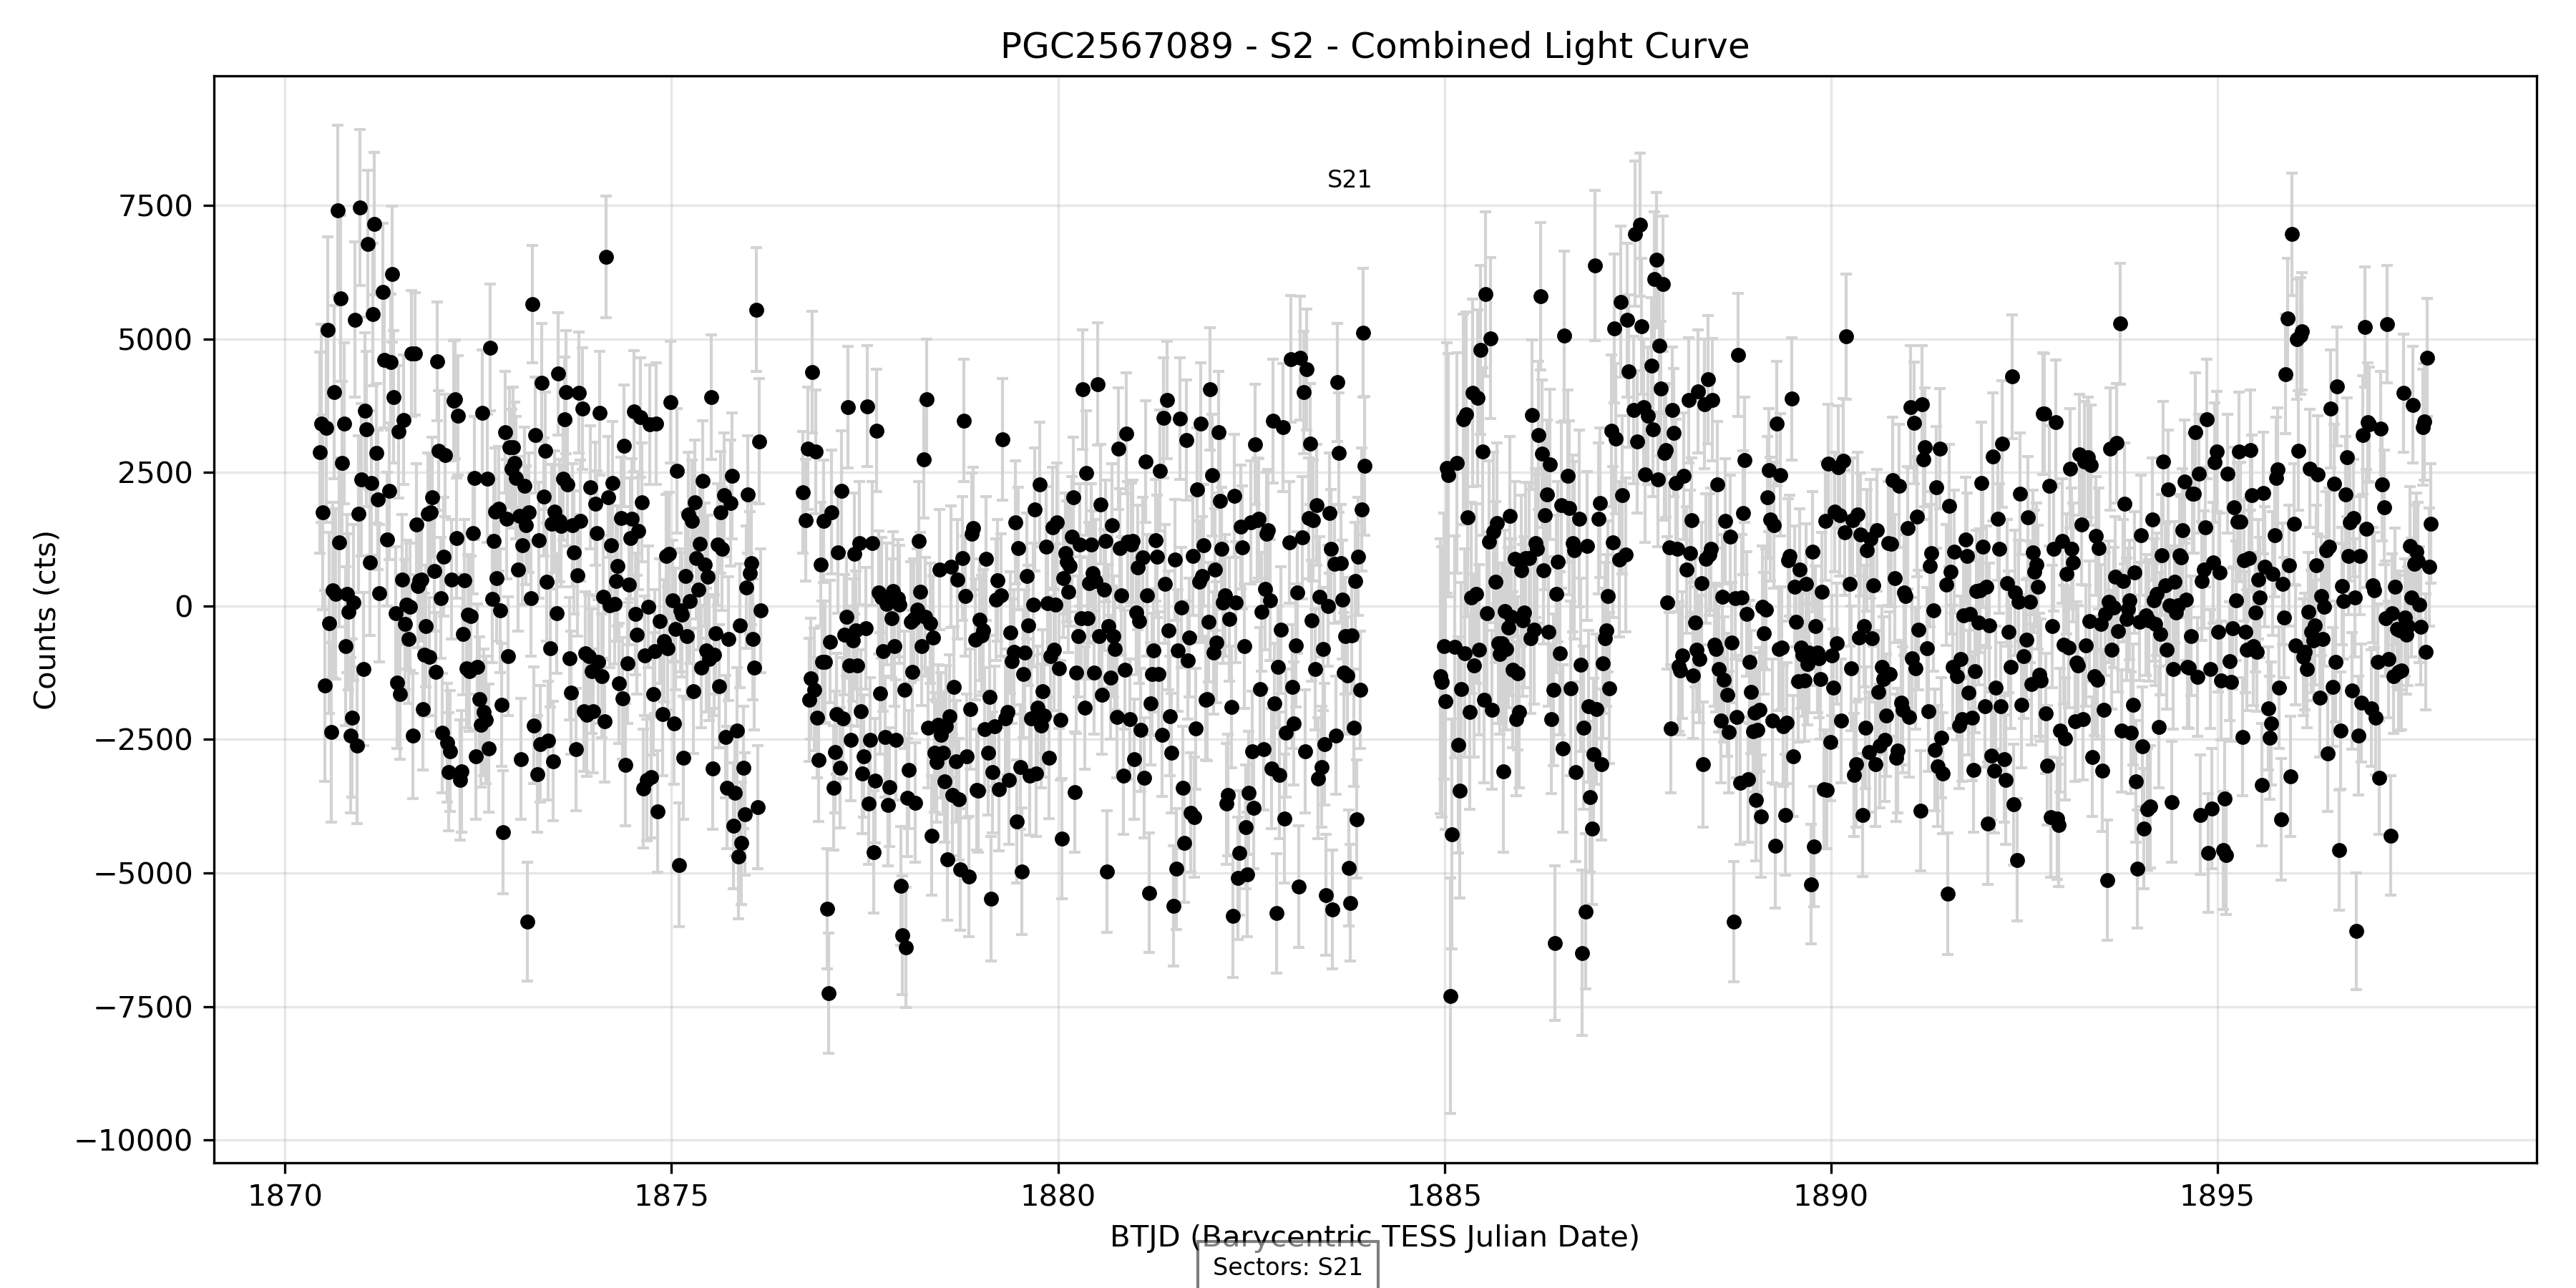 PGC2567089 - S2 - Combined Light Curve
S21
7500
5000
2500
0
−2500
−5000
−7500
−10000
Counts (cts)
1870 1875 1880 1885 1890 1895
BTJD (Barycentric TESS Julian Date)
Sectors: S21